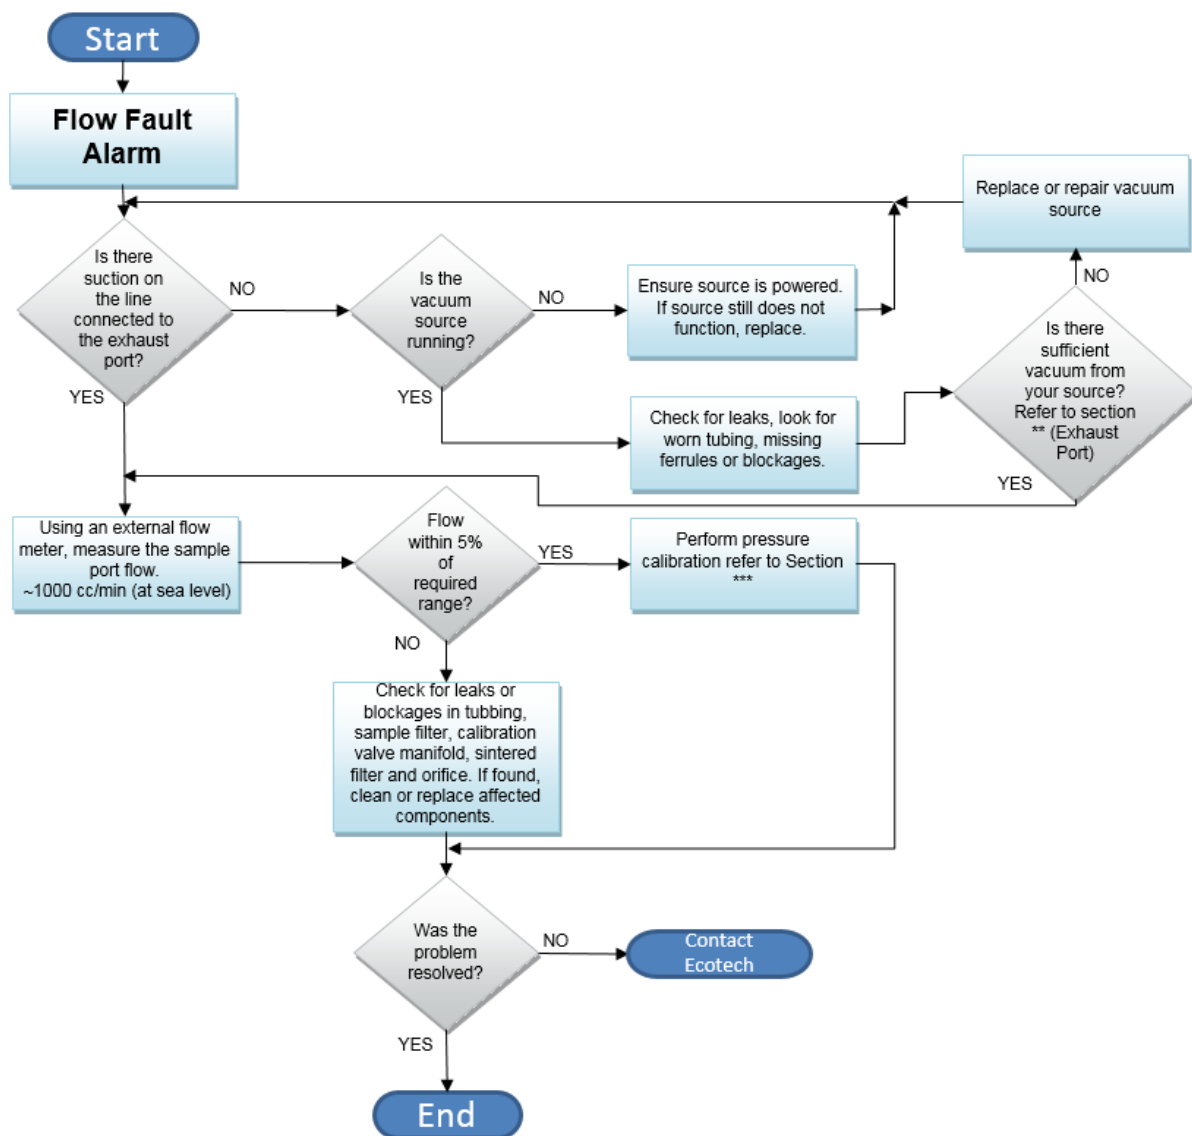 Start
Flow Fault
Alarm
Replace or repair vacuum
source
Is there
suction on
the line
connected to
the exhaust
port?
NO
YES
Is the
vacuum
source
running?
NO
YES
Ensure source is powered.
If source still does not
function, replace.
NO
Is there
sufficient
vacuum from
your source?
Refer to section
** (Exhaust
Port)
YES
Check for leaks, look for
worn tubing, missing
ferrules or blockages.
Using an external flow
meter, measure the sample
port flow.
~1000 cc/min (at sea level)
Flow
within 5%
of
required
range?
YES
NO
Perform pressure
calibration refer to Section
***
Check for leaks or
blockages in tubbing,
sample filter, calibration
valve manifold, sintered
filter and orifice. If found,
clean or replace affected
components.
Was the
problem
resolved?
NO
YES
Contact
Ecotech
End